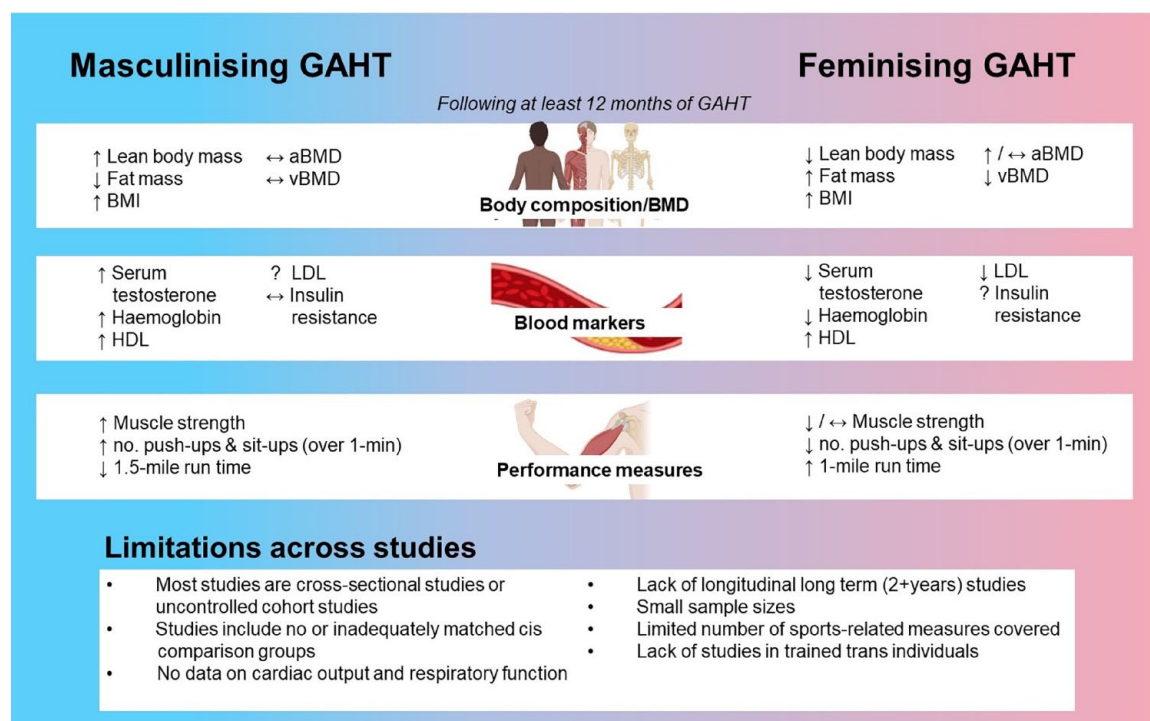 Masculinising GAHT
Feminising GAHT
Following at least 12 months of GAHT
↑ Lean body mass
↓ Fat mass
↑ BMI
↔ aBMD
↔ vBMD
Body composition/BMD
↓ Lean body mass
↑ Fat mass
↑ BMI
↑ / ↔ aBMD
↓ vBMD
↑ Serum
testosterone
↑ Haemoglobin
↑ HDL
? LDL
↔ Insulin
resistance
Blood markers
↓ Serum
testosterone
↓ Haemoglobin
↑ HDL
↓ LDL
? Insulin
resistance
↑ Muscle strength
↑ no. push-ups & sit-ups (over 1-min)
↓ 1.5-mile run time
Performance measures
↓ / ↔ Muscle strength
↓ no. push-ups & sit-ups (over 1-min)
↑ 1-mile run time
Limitations across studies
• Most studies are cross-sectional studies or
uncontrolled cohort studies
• Studies include no or inadequately matched cis
comparison groups
• No data on cardiac output and respiratory function
• Lack of longitudinal long term (2+years) studies
• Small sample sizes
• Limited number of sports-related measures covered
• Lack of studies in trained trans individuals